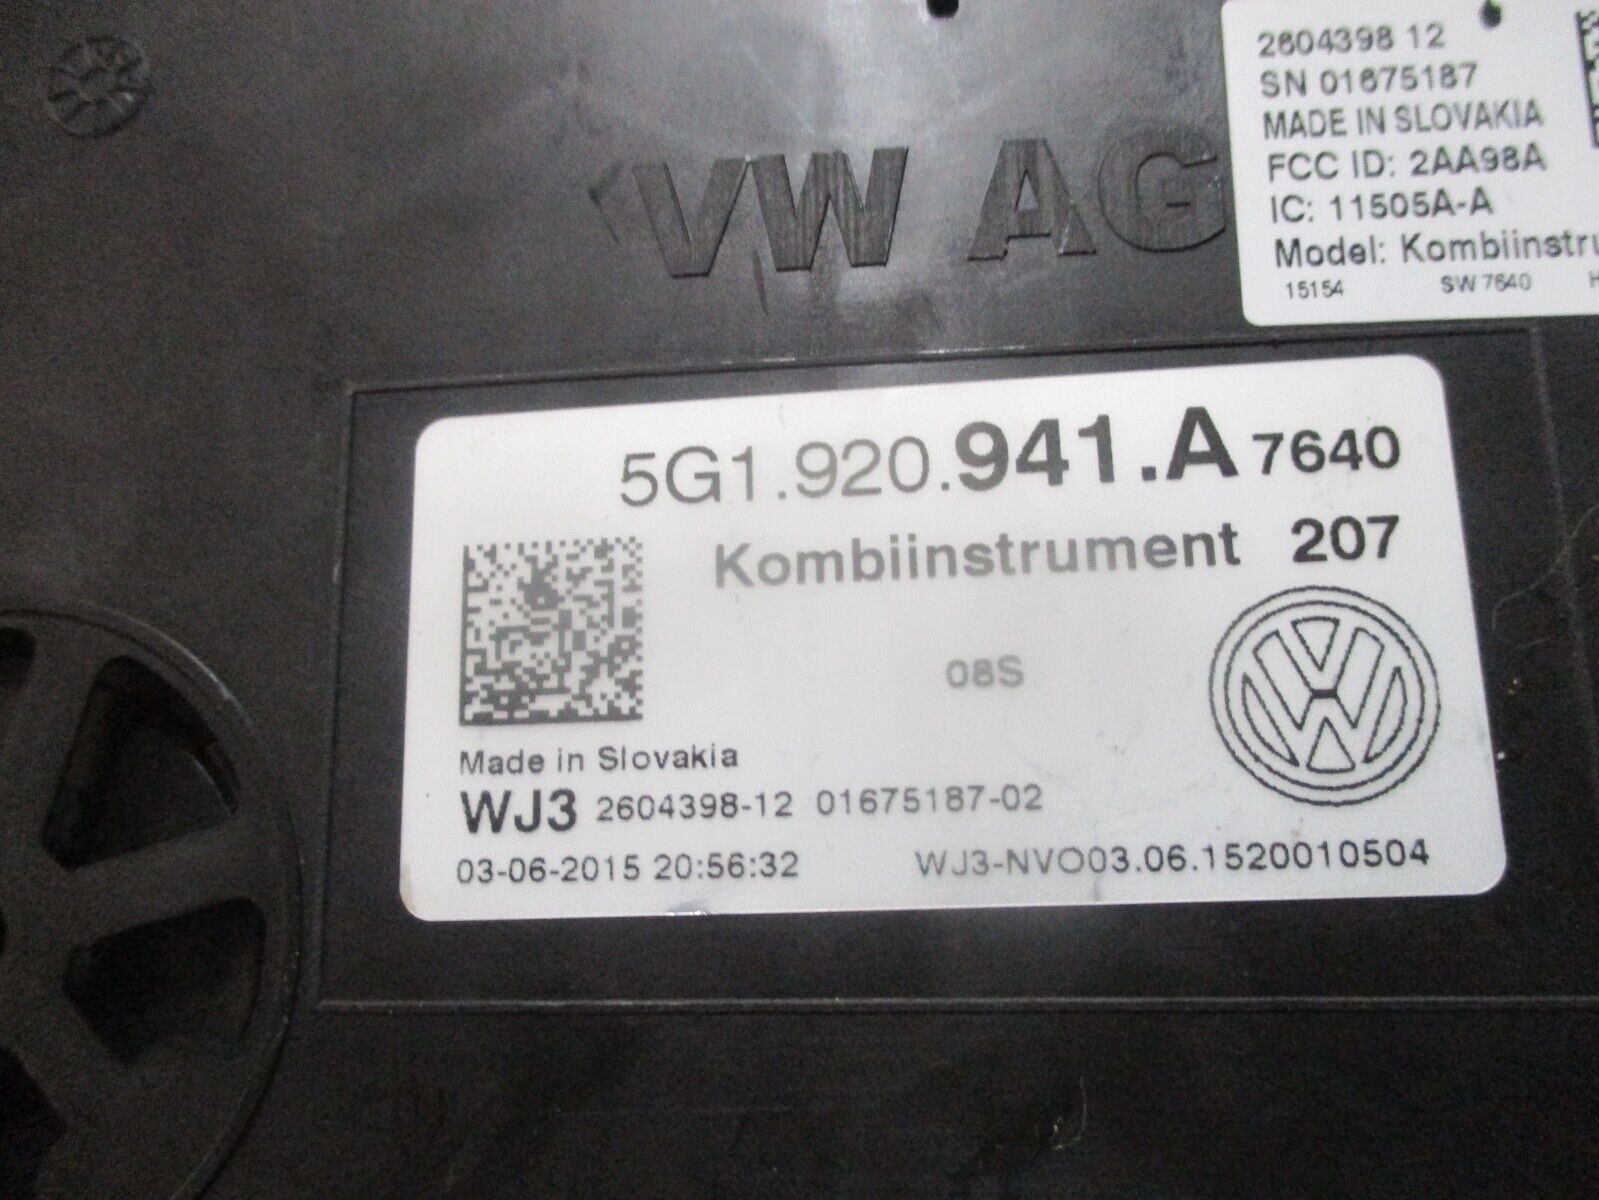 2604398 12
SN 01675187
MADE IN SLOVAKIA
FCC ID: 2AA98A
IC: 11505A-A
Model:
15154 SW 7640
VW AG
5G1.920.941.A 7640
Kombiinstrument 207
08S
Made in Slovakia
WJ3 2604398-12 01675187-02
03-06-2015 20:56:32 WJ3-NVO03.06.1520010504